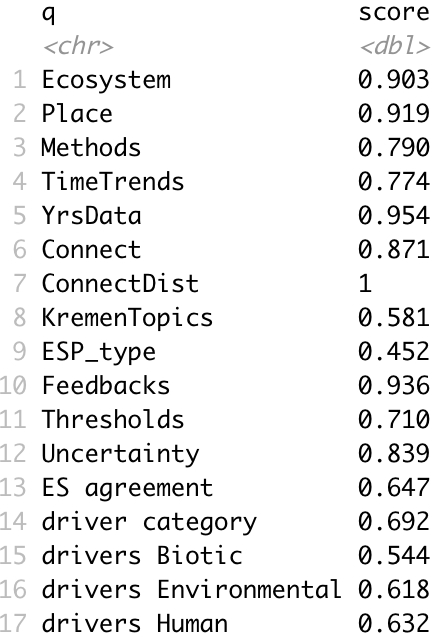 q score
<chr> <dbl>
1 Ecosystem 0.903
2 Place 0.919
3 Methods 0.790
4 TimeTrends 0.774
5 YrsData 0.954
6 Connect 0.871
7 ConnectDist 1
8 KremenTopics 0.581
9 ESP_type 0.452
10 Feedbacks 0.936
11 Thresholds 0.710
12 Uncertainty 0.839
13 ES agreement 0.647
14 driver category 0.692
15 drivers Biotic 0.544
16 drivers Environmental 0.618
17 drivers Human 0.632